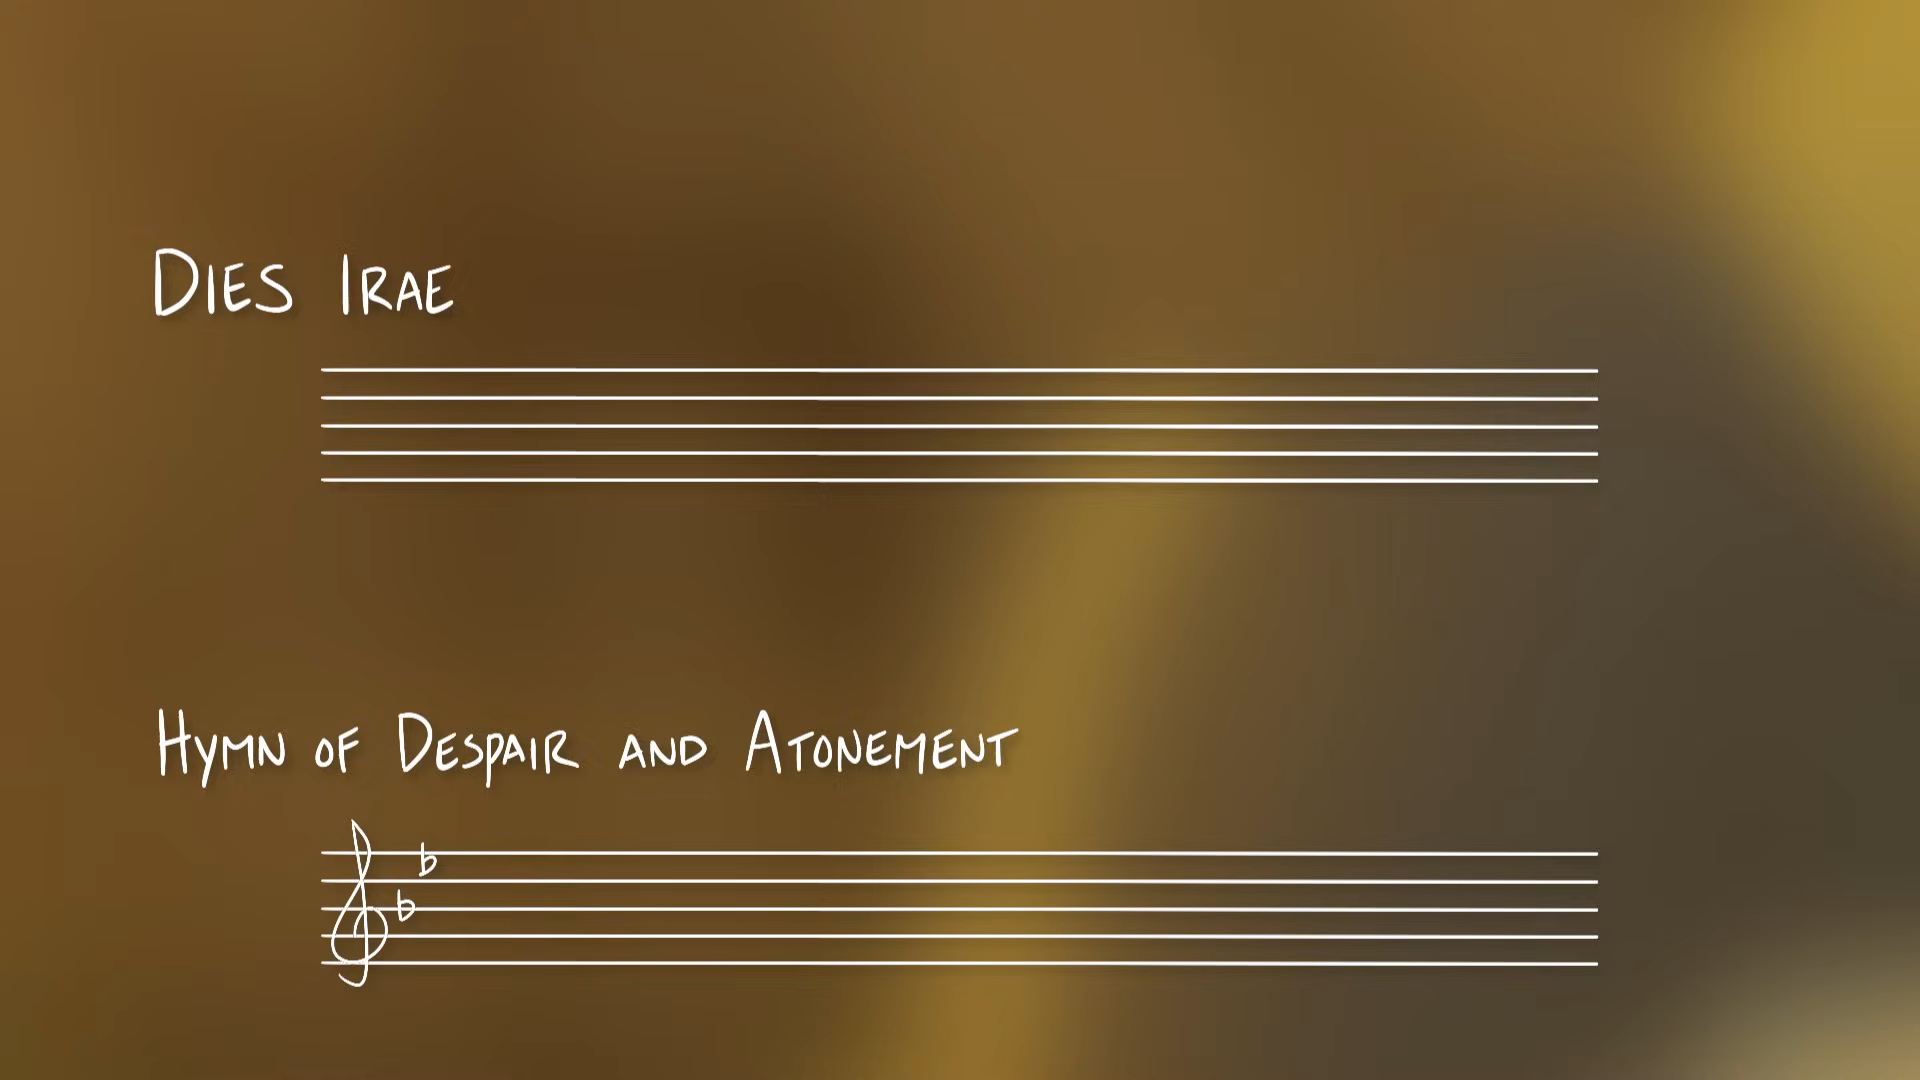 Dies Irae
Hymn of Despair and Atonement